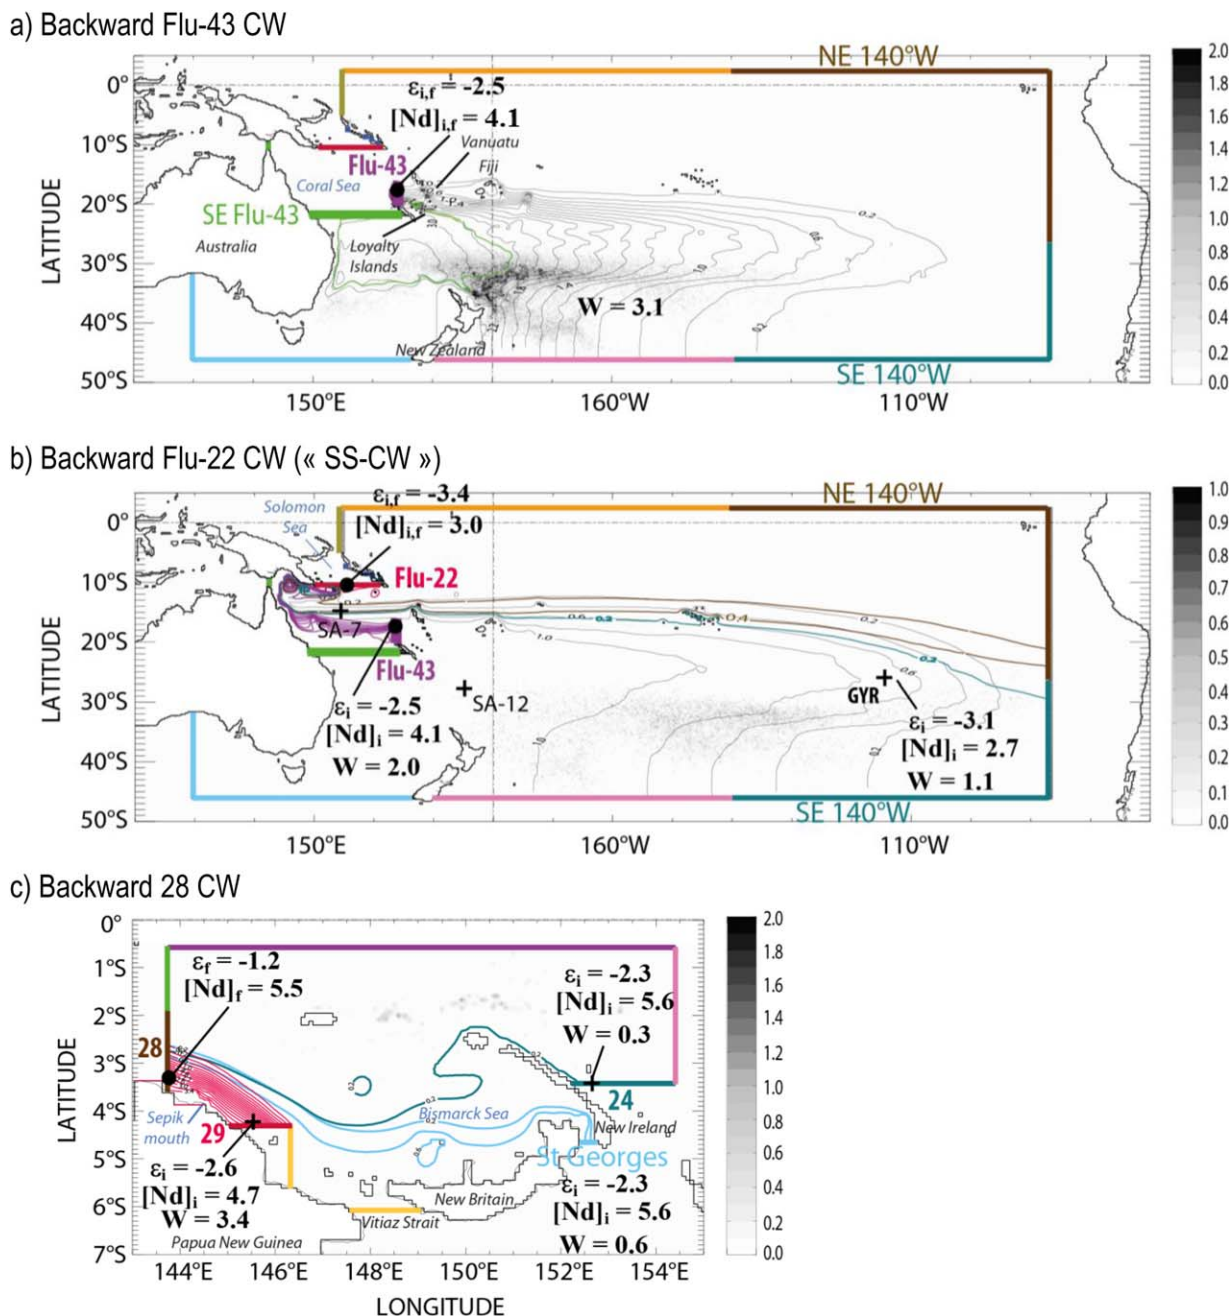 a) Backward Flu-43 CW
NE 140°W
εi,f = -2.5
[Nd]i,f = 4.1
Vanuatu
Fiji
Flu-43
Coral Sea
SE Flu-43
Australia
Loyalty
Islands
W = 3.1
New Zealand
SE 140°W
LATITUDE
0°
10°S
20°S
30°S
40°S
50°S
150°E
160°W
110°W
2.0
1.8
1.6
1.4
1.2
1.0
0.8
0.6
0.4
0.2
0.0
b) Backward Flu-22 CW (« SS-CW »)
NE 140°W
εi,f = -3.4
[Nd]i,f = 3.0
Solomon
Sea
Flu-22
SA-7
Flu-43
SA-12
εi = -2.5
[Nd]i = 4.1
W = 2.0
GYR
εi = -3.1
[Nd]i = 2.7
W = 1.1
SE 140°W
LATITUDE
0°
10°S
20°S
30°S
40°S
50°S
150°E
160°W
110°W
1.0
0.9
0.8
0.7
0.6
0.5
0.4
0.3
0.2
0.1
0.0
c) Backward 28 CW
εf = -1.2
[Nd]f = 5.5
εi = -2.3
[Nd]i = 5.6
W = 0.3
28
24
Sepik
mouth
29
Bismarck Sea
New Ireland
St Georges
εi = -2.6
[Nd]i = 4.7
W = 3.4
εi = -2.3
[Nd]i = 5.6
W = 0.6
New Britain
Vitiaz Strait
Papua New Guinea
LATITUDE
0°
1°S
2°S
3°S
4°S
5°S
6°S
7°S
144°E
146°E
148°E
150°E
152°E
154°E
LONGITUDE
2.0
1.8
1.6
1.4
1.2
1.0
0.8
0.6
0.4
0.2
0.0